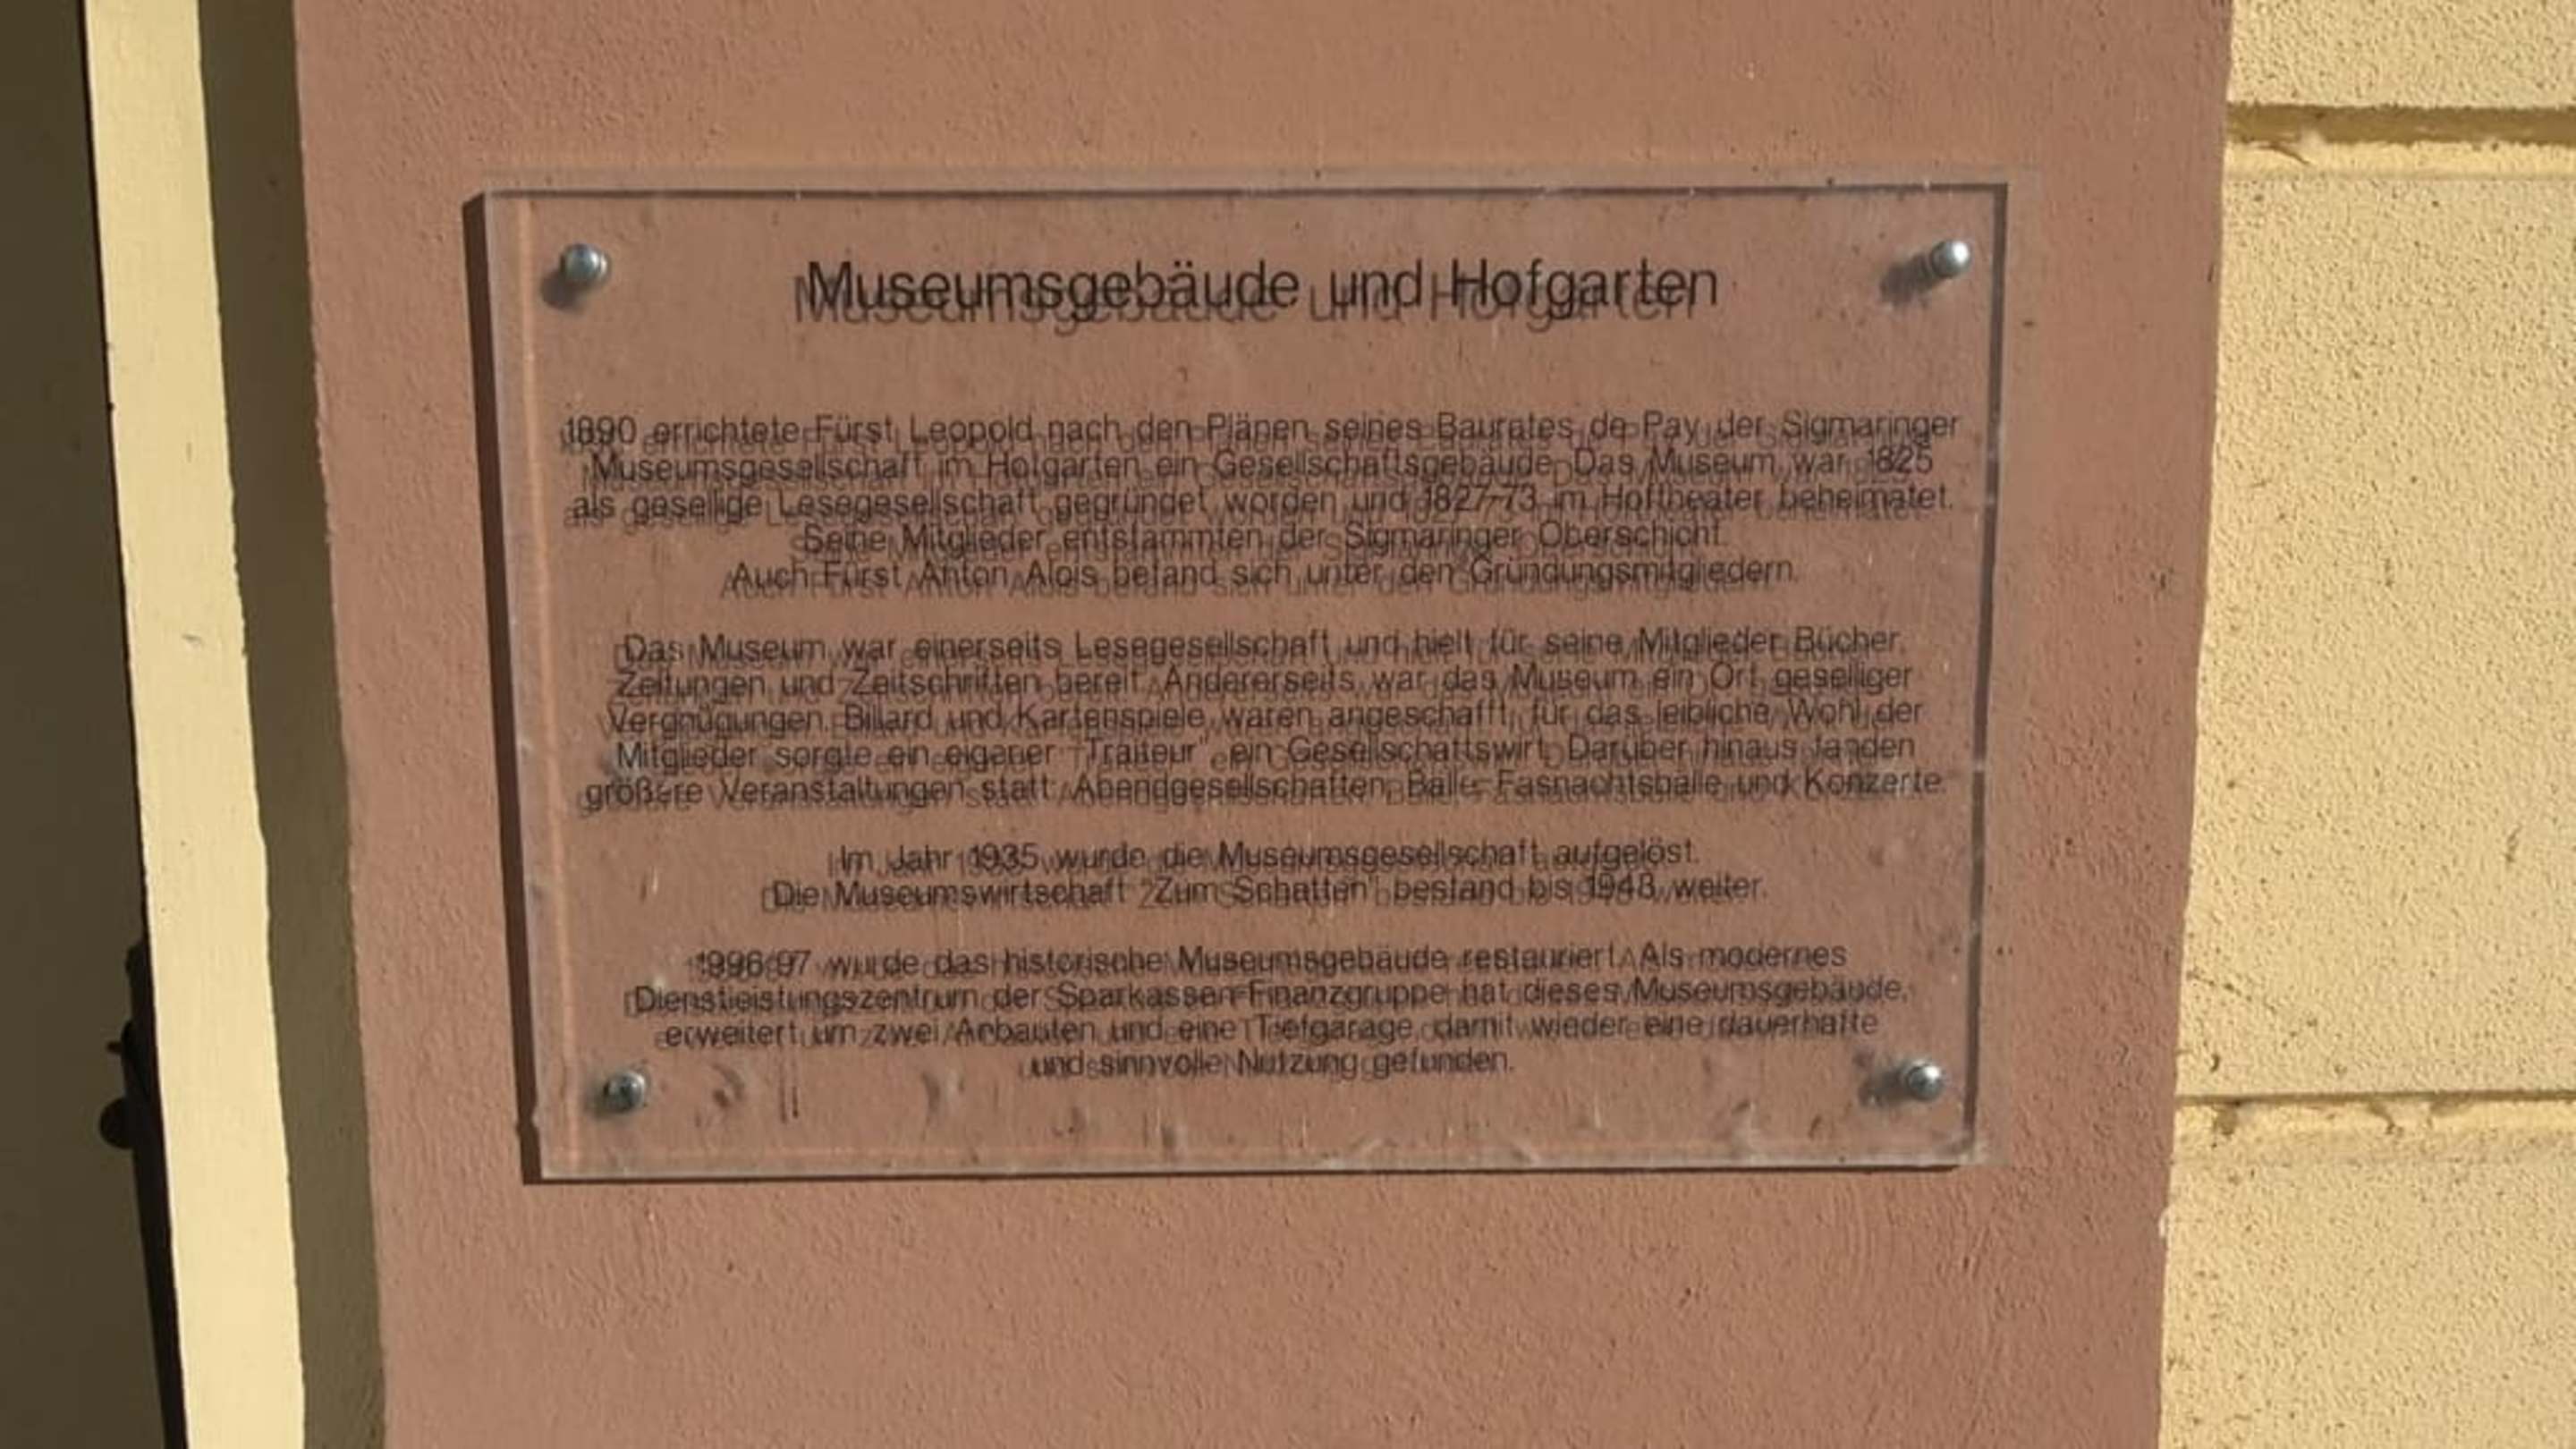 Museumsgebäude und Hofgarten
1890 errichtete Fürst Leopold nach den Plänen seines Baurates de Pay der Sigmaringer
Museumsgesellschaft im Hofgarten ein Gesellschaftsgebäude. Das Museum war 1825
als gesellige Lesegesellschaft gegründet worden und 1827-73 im Hoftheater beheimatet.
Seine Mitglieder entstammten der Sigmaringer Oberschicht.
Auch Fürst Anton Alois befand sich unter den Gründungsmitgliedern.
Das Museum war einerseits Lesegesellschaft und hielt für seine Mitglieder Bücher,
Zeitungen und Zeitschriften bereit. Andererseits war das Museum ein Ort geselliger
Vergnügungen. Billard und Kartenspiele waren angeschafft, für das leibliche Wohl der
Mitglieder sorgte ein eigener "Traiteur", ein Gesellschaftswirt. Darüber hinaus fanden
größere Veranstaltungen statt: Abendgesellschaften, Bälle, Fasnachtsbälle und Konzerte.
Im Jahr 1935 wurde die Museumsgesellschaft aufgelöst.
Die Museumswirtschaft "Zum Schatten" bestand bis 1948 weiter.
1996/97 wurde das historische Museumsgebäude restauriert. Als modernes
Dienstleistungszentrum der Sparkassen-Finanzgruppe hat dieses Museumsgebäude,
erweitert um zwei Anbauten und eine Tiefgarage, damit wieder eine dauerhafte
und sinnvolle Nutzung gefunden.